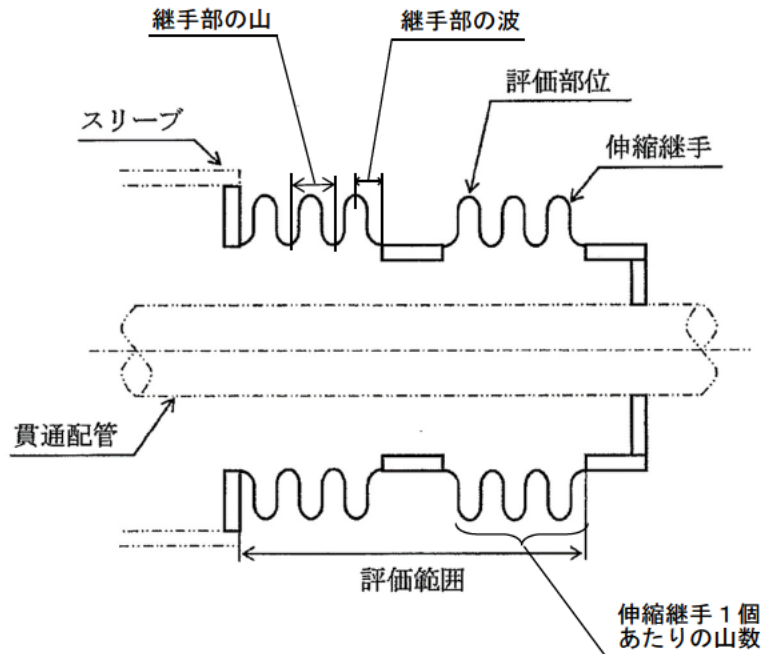 継手部の山
継手部の波
評価部位
スリーブ
伸縮継手
貫通配管
評価範囲
伸縮継手１個
あたりの山数